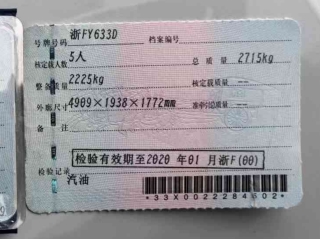 号牌号码 浙FY633D 档案编号
核定载人数 5人 总质量 2715kg
整备质量 2225kg 核定载质量
外廓尺寸 4909×1938×1772mm 准牵引总质量
备注
检验有效期至2020年01月浙F(00)
检验记录 汽油